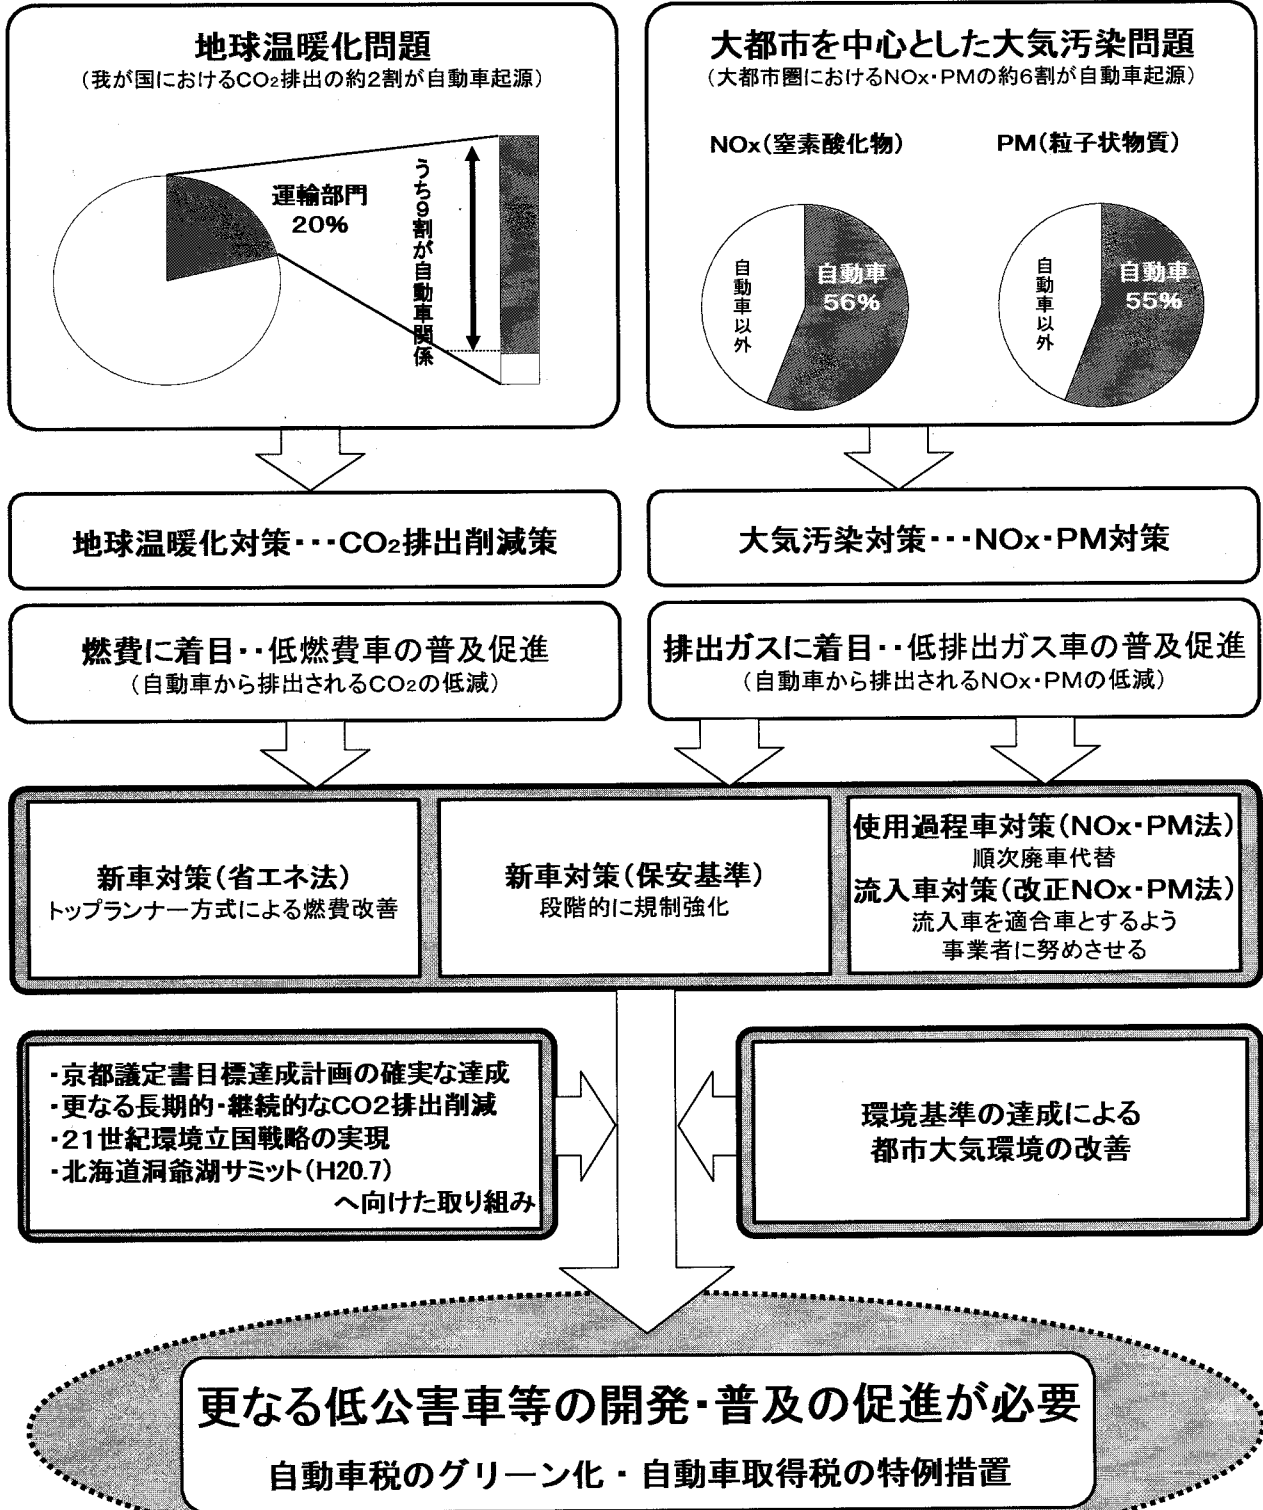 地球温暖化問題
(我が国におけるCO₂排出の約2割が自動車起源)
運輸部門
20%
うち9割が自動車関係
大都市を中心とした大気汚染問題
(大都市圏におけるNOx・PMの約6割が自動車起源)
NOx(窒素酸化物)
PM(粒子状物質)
自動車以外
自動車
56%
自動車以外
自動車
55%
地球温暖化対策・・・CO₂排出削減策
大気汚染対策・・・NOx・PM対策
燃費に着目・・低燃費車の普及促進
(自動車から排出されるCO₂の低減)
排出ガスに着目・・低排出ガス車の普及促進
(自動車から排出されるNOx・PMの低減)
新車対策(省エネ法)
トップランナー方式による燃費改善
新車対策(保安基準)
段階的に規制強化
使用過程車対策(NOx・PM法)
順次廃車代替
流入車対策(改正NOx・PM法)
流入車を適合車とするよう
事業者に努めさせる
・京都議定書目標達成計画の確実な達成
・更なる長期的・継続的なCO2排出削減
・21世紀環境立国戦略の実現
・北海道洞爺湖サミット(H20.7)
へ向けた取り組み
環境基準の達成による
都市大気環境の改善
更なる低公害車等の開発・普及の促進が必要
自動車税のグリーン化・自動車取得税の特例措置